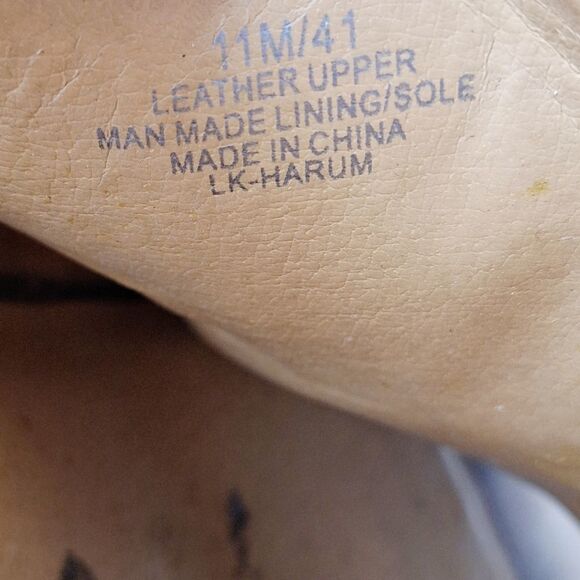 11M/41
LEATHER UPPER
MAN MADE LINING/SOLE
MADE IN CHINA
LK-HARUM